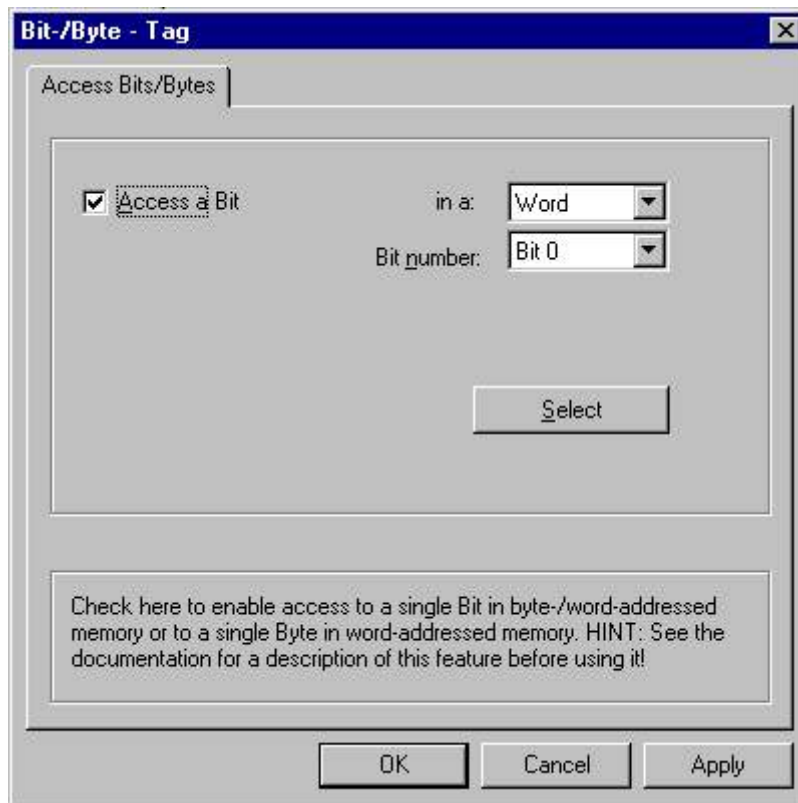 Bit-/Byte - Tag
Access Bits/Bytes
Access a Bit in a: Word
Bit number: Bit 0
Select
Check here to enable access to a single Bit in byte-/word-addressed
memory or to a single Byte in word-addressed memory. HINT: See the
documentation for a description of this feature before using it!
OK Cancel Apply